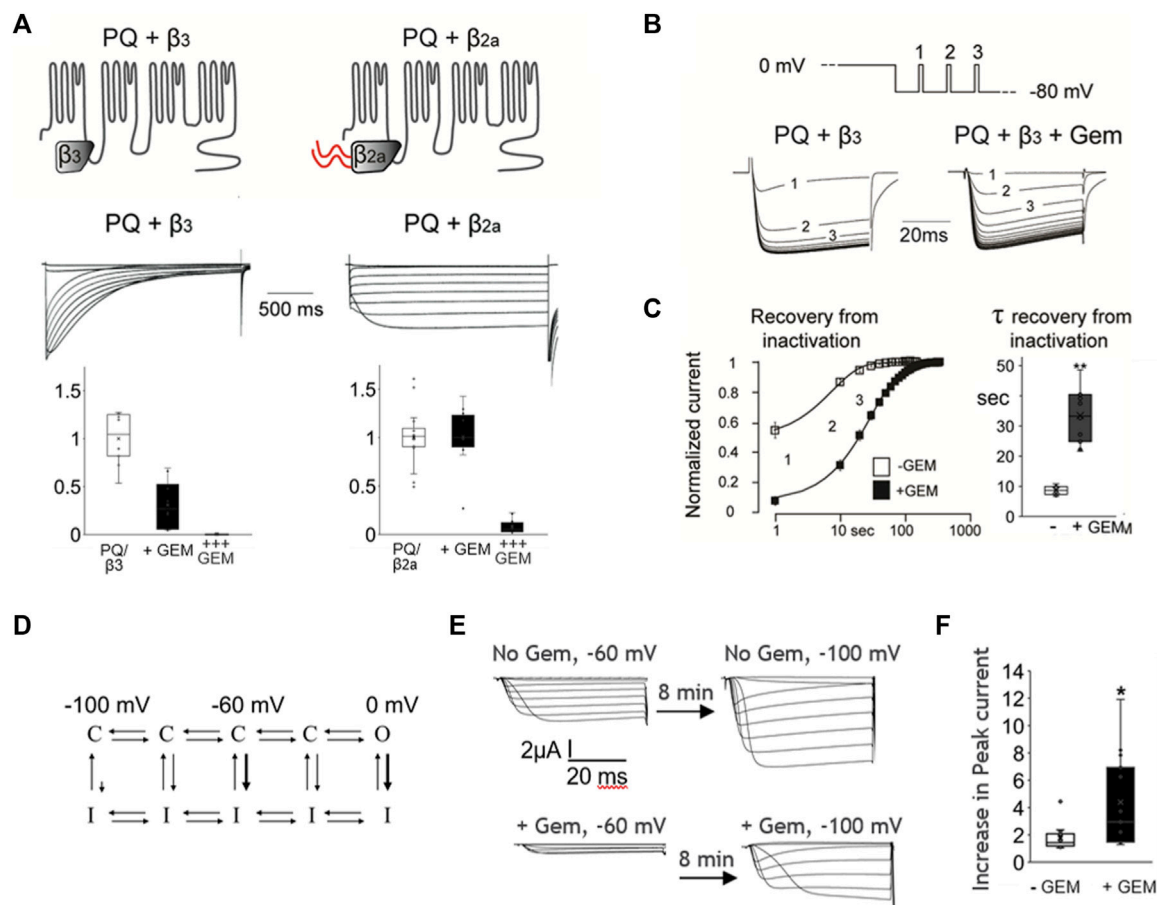 A
PQ + β3
PQ + β2a
β3
β2a
PQ + β3
PQ + β2a
500 ms
1.5
1
0.5
0
PQ/
β3
+ GEM
+++
GEM
1.5
1
0.5
0
PQ/
β2a
+ GEM
+++
GEM
B
1 2 3
0 mV
-80 mV
PQ + β3
PQ + β3 + Gem
1
2
3
20ms
1
2
3
C
Recovery from
inactivation
Normalized current
1
0.8
0.6
0.4
0.2
0
1
2
3
-GEM
+GEM
1 10 sec 100 1000
τ recovery from
inactivation
50
sec
30
20
10
0
**
- + GEM M
D
-100 mV -60 mV 0 mV
C C C C O
I I I I I
E
No Gem, -60 mV
No Gem, -100 mV
8 min
2µA
20 ms
+ Gem, -60 mV
+ Gem, -100 mV
8 min
F
Increase in Peak current
14
12
10
8
6
4
2
0
*
- GEM + GEM